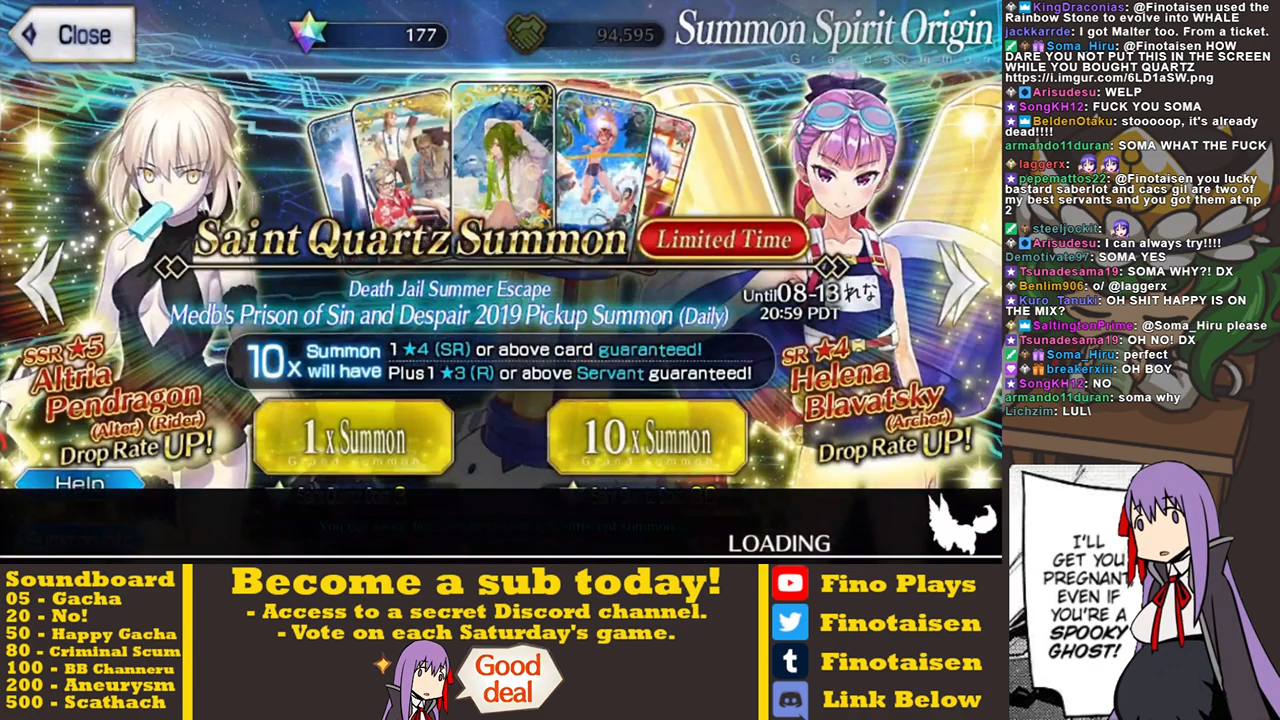 Close
177
94,595
Summon Spirit Origin
Saint Quartz Summon
Limited Time
Death Jail Summer Escape
Medb's Prison of Sin and Despair 2019 Pickup Summon (Daily)
Until 08-13
20:59 PDT
れな
10x Summon will have
1 ★4 (SR) or above card guaranteed!
Plus 1 ★3 (R) or above Servant guaranteed!
SSR ★5
Altria
Pendragon
(Alter) (Rider)
Drop Rate UP!
SR ★4
Helena
Blavatsky
(Archer)
Drop Rate UP!
1x Summon
10x Summon
Help
LOADING
KingDraconias: @Finotaisen used the
Rainbow Stone to evolve into WHALE
jackkarrde: I got Malter too. From a ticket.
Soma_Hiru: @Finotaisen HOW
DARE YOU NOT PUT THIS IN THE SCREEN
WHILE YOU BOUGHT QUARTZ
https://i.imgur.com/6LD1aSW.png
Arisudesu: WELP
SongKH12: FUCK YOU SOMA
BeldenOtaku: stooooop, it's already
dead!!!!
armando11duran: SOMA WHAT THE FUCK
laggerx:
pepemattos22: @Finotaisen you lucky
bastard saberlot and cacs gil are two of
my best servants and you got them at np
2
steeljockit:
Arisudesu: I can always try!!!!
Demotivate97: SOMA YES
Tsunadesama19: SOMA WHY?! DX
Benlim906: o/ @laggerx
Kuro_Tanuki: OH SHIT HAPPY IS ON
THE MIX?
SaltingtonPrime: @Soma_Hiru please
Tsunadesama19: OH NO! DX
Soma_Hiru: perfect
breakerxiii: OH BOY
SongKH12: NO
armando11duran: soma why
Lichzim: LUL\
I'LL
GET YOU
PREGNANT
EVEN IF
YOU'RE A
SPOOKY
GHOST!
Soundboard
05 - Gacha
20 - No!
50 - Happy Gacha
80 - Criminal Scum
100 - BB Channeru
200 - Aneurysm
500 - Scathach
Become a sub today!
- Access to a secret Discord channel.
- Vote on each Saturday's game.
Good
deal
Fino Plays
Finotaisen
Finotaisen
Link Below